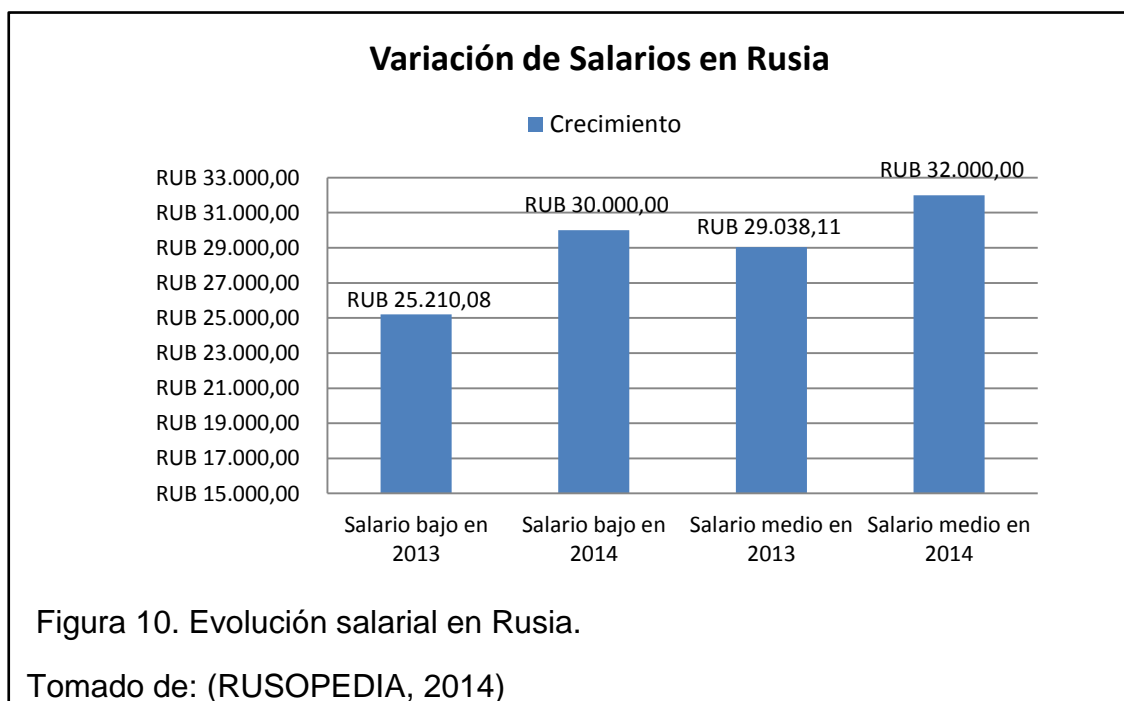 Variación de Salarios en Rusia
Crecimiento
RUB 33.000,00
RUB 31.000,00
RUB 29.000,00
RUB 27.000,00
RUB 25.000,00
RUB 23.000,00
RUB 21.000,00
RUB 19.000,00
RUB 17.000,00
RUB 15.000,00
RUB 25.210,08
RUB 30.000,00
RUB 29.038,11
RUB 32.000,00
Salario bajo en
2013
Salario bajo en
2014
Salario medio en
2013
Salario medio en
2014
Figura 10. Evolución salarial en Rusia.
Tomado de: (RUSOPEDIA, 2014)